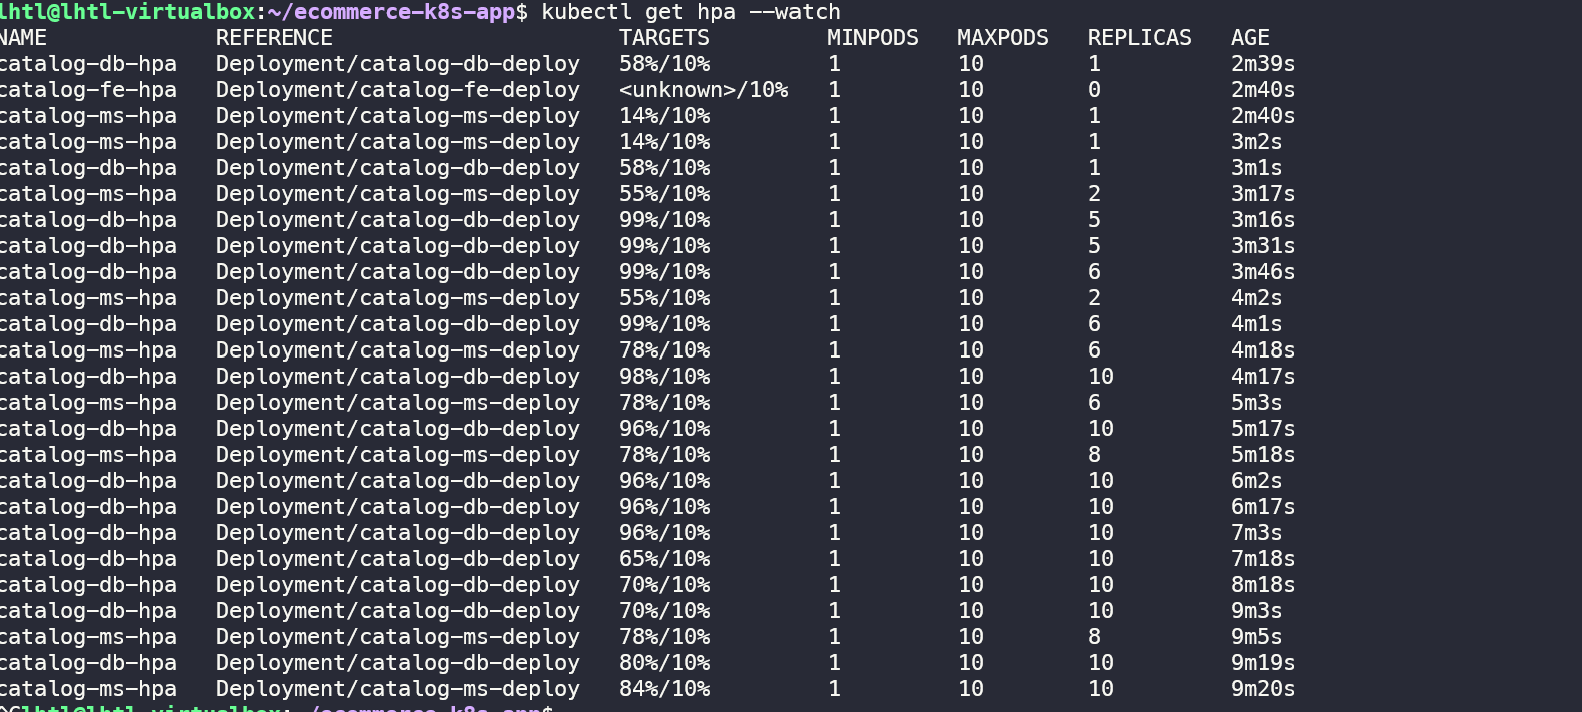 lhtl@lhtl-virtualbox:~/ecommerce-k8s-app$ kubectl get hpa --watch
NAME REFERENCE TARGETS MINPODS MAXPODS REPLICAS AGE
catalog-db-hpa Deployment/catalog-db-deploy 58%/10% 1 10 1 2m39s
catalog-fe-hpa Deployment/catalog-fe-deploy <unknown>/10% 1 10 0 2m40s
catalog-ms-hpa Deployment/catalog-ms-deploy 14%/10% 1 10 1 2m40s
catalog-ms-hpa Deployment/catalog-ms-deploy 14%/10% 1 10 1 3m2s
catalog-db-hpa Deployment/catalog-db-deploy 58%/10% 1 10 1 3m1s
catalog-ms-hpa Deployment/catalog-ms-deploy 55%/10% 1 10 2 3m17s
catalog-db-hpa Deployment/catalog-db-deploy 99%/10% 1 10 5 3m16s
catalog-db-hpa Deployment/catalog-db-deploy 99%/10% 1 10 5 3m31s
catalog-db-hpa Deployment/catalog-db-deploy 99%/10% 1 10 6 3m46s
catalog-ms-hpa Deployment/catalog-ms-deploy 55%/10% 1 10 2 4m2s
catalog-db-hpa Deployment/catalog-db-deploy 99%/10% 1 10 6 4m1s
catalog-ms-hpa Deployment/catalog-ms-deploy 78%/10% 1 10 6 4m18s
catalog-db-hpa Deployment/catalog-db-deploy 98%/10% 1 10 10 4m17s
catalog-ms-hpa Deployment/catalog-ms-deploy 78%/10% 1 10 6 5m3s
catalog-db-hpa Deployment/catalog-db-deploy 96%/10% 1 10 10 5m17s
catalog-ms-hpa Deployment/catalog-ms-deploy 78%/10% 1 10 8 5m18s
catalog-db-hpa Deployment/catalog-db-deploy 96%/10% 1 10 10 6m2s
catalog-db-hpa Deployment/catalog-db-deploy 96%/10% 1 10 10 6m17s
catalog-db-hpa Deployment/catalog-db-deploy 96%/10% 1 10 10 7m3s
catalog-db-hpa Deployment/catalog-db-deploy 65%/10% 1 10 10 7m18s
catalog-db-hpa Deployment/catalog-db-deploy 70%/10% 1 10 10 8m18s
catalog-db-hpa Deployment/catalog-db-deploy 70%/10% 1 10 10 9m3s
catalog-ms-hpa Deployment/catalog-ms-deploy 78%/10% 1 10 8 9m5s
catalog-db-hpa Deployment/catalog-db-deploy 80%/10% 1 10 10 9m19s
catalog-ms-hpa Deployment/catalog-ms-deploy 84%/10% 1 10 10 9m20s
^Clhtl@lhtl-virtualbox:~/ecommerce-k8s-app$